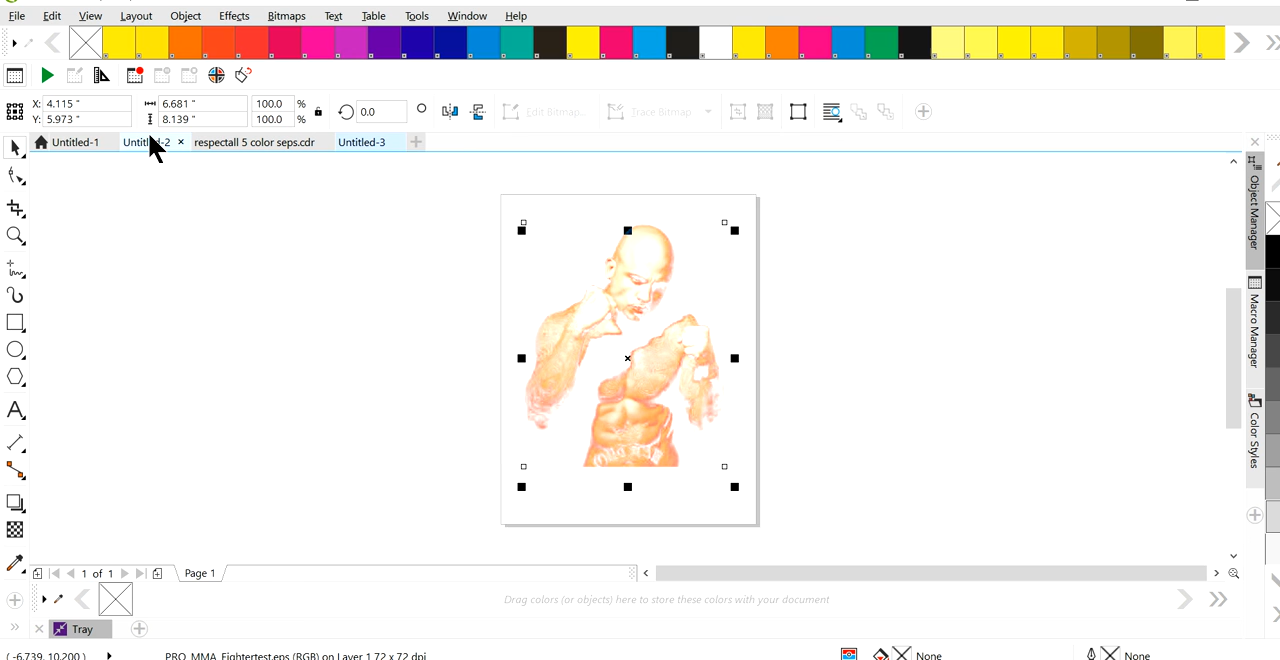 File Edit View Layout Object Effects Bitmaps Text Table Tools Window Help
X: 4.115 " 6.681 " 100.0 % 0.0 Edit Bitmap... Trace Bitmap
Y: 5.973 " 8.139 " 100.0 %
Untitled-1 Untitled-2 × respectall 5 color seps.cdr Untitled-3
Object Manager
Macro Manager
Color Styles
1 of 1 Page 1
Drag colors (or objects) here to store these colors with your document
Tray
( -6.739, 10.200 ) PRO_MMA_Fightertest.eps (RGB) on Layer 1 72 x 72 dpi None None